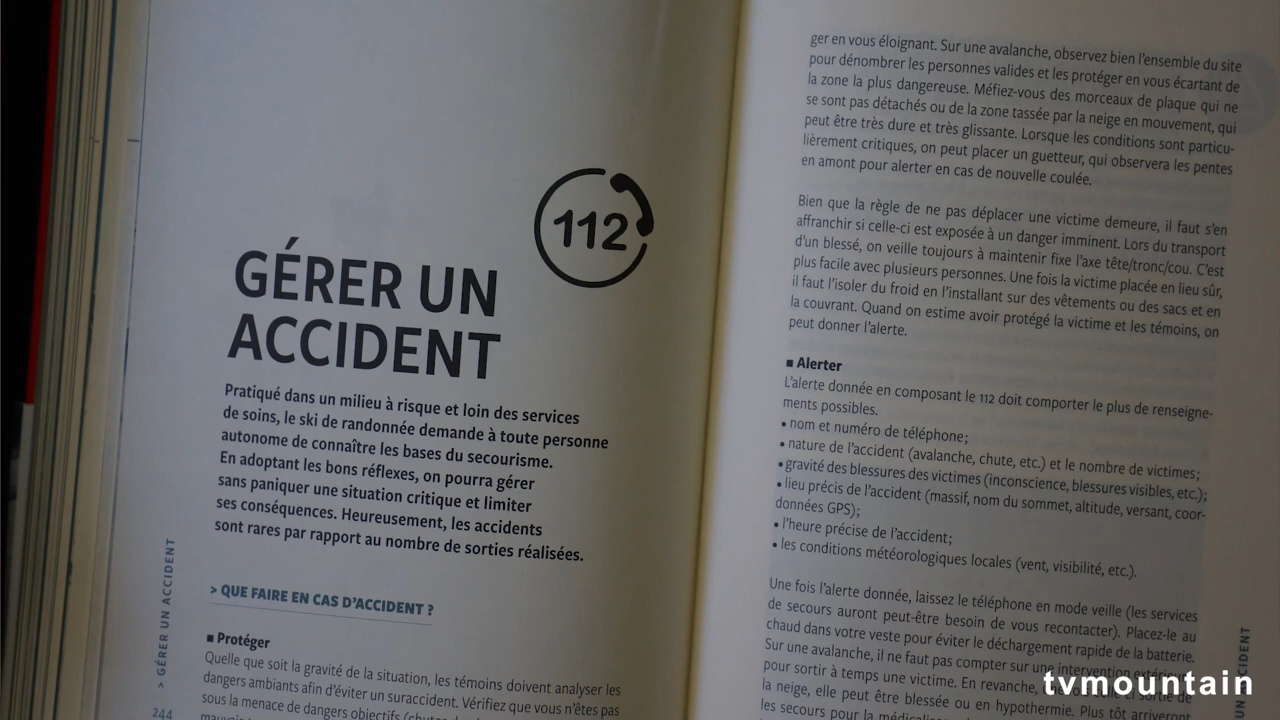 112
GÉRER UN
ACCIDENT
Pratiqué dans un milieu à risque et loin des services
de soins, le ski de randonnée demande à toute personne
autonome de connaître les bases du secourisme.
En adoptant les bons réflexes, on pourra gérer
sans paniquer une situation critique et limiter
ses conséquences. Heureusement, les accidents
sont rares par rapport au nombre de sorties réalisées.
> QUE FAIRE EN CAS D'ACCIDENT ?
■ Protéger
Quelle que soit la gravité de la situation, les témoins doivent analyser les
dangers ambiants afin d'éviter un suraccident. Vérifiez que vous n'êtes pas
sous la menace de dangers objectifs
> GÉRER UN ACCIDENT
244
ger en vous éloignant. Sur une avalanche, observez bien l'ensemble du site
pour dénombrer les personnes valides et les protéger en vous écartant de
la zone la plus dangereuse. Méfiez-vous des morceaux de plaque qui ne
se sont pas détachés ou de la zone tassée par la neige en mouvement, qui
peut être très dure et très glissante. Lorsque les conditions sont particu-
lièrement critiques, on peut placer un guetteur, qui observera les pentes
en amont pour alerter en cas de nouvelle coulée.
Bien que la règle de ne pas déplacer une victime demeure, il faut s'en
affranchir si celle-ci est exposée à un danger imminent. Lors du transport
d'un blessé, on veille toujours à maintenir fixe l'axe tête/tronc/cou. C'est
plus facile avec plusieurs personnes. Une fois la victime placée en lieu sûr,
il faut l'isoler du froid en l'installant sur des vêtements ou des sacs et en
la couvrant. Quand on estime avoir protégé la victime et les témoins, on
peut donner l'alerte.
■ Alerter
L'alerte donnée en composant le 112 doit comporter le plus de renseigne-
ments possibles.
• nom et numéro de téléphone;
• nature de l'accident (avalanche, chute, etc.) et le nombre de victimes;
• gravité des blessures des victimes (inconscience, blessures visibles, etc.);
• lieu précis de l'accident (massif, nom du sommet, altitude, versant, coor-
données GPS);
• l'heure précise de l'accident;
• les conditions météorologiques locales (vent, visibilité, etc.).
Une fois l'alerte donnée, laissez le téléphone en mode veille (les services
de secours auront peut-être besoin de vous recontacter). Placez-le au
chaud dans votre veste pour éviter le déchargement rapide de la batterie.
Sur une avalanche, il ne faut pas compter sur une intervention
pour sortir à temps une victime. En revanche,
la neige, elle peut être blessée ou en hypothermie. Plus tôt arriveront
les secours pour la
UN ACCIDENT
tvmountain